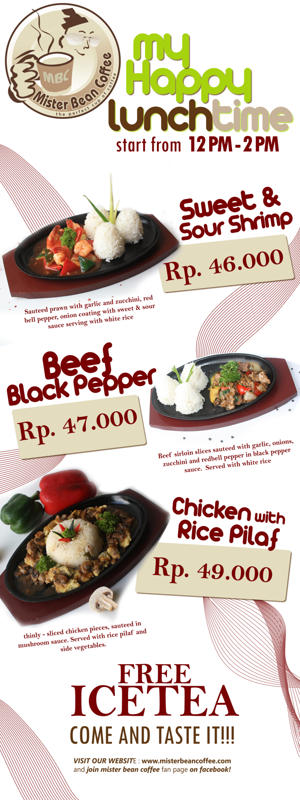 MBC
Mister Bean Coffee
the perfect cup of coffee
my
Happy
lunchtime
start from 12 PM - 2 PM
Sweet &
Sour Shrimp
Rp. 46.000
Sauteed prawn with garlic and zucchini, red
bell pepper, onion coating with sweet & sour
sauce serving with white rice
Beef
Black Pepper
Rp. 47.000
Beef sirloin slices sauteed with garlic, onions,
zucchini and redbell pepper in black pepper
sauce. Served with white rice
Chicken with
Rice Pilaf
Rp. 49.000
thinly - sliced chicken pieces, sauteed in
mushroom sauce. Served with rice pilaf and
side vegetables.
FREE
ICETEA
COME AND TASTE IT!!!
VISIT OUR WEBSITE : www.misterbeancoffee.com
and join mister bean coffee fan page on facebook!